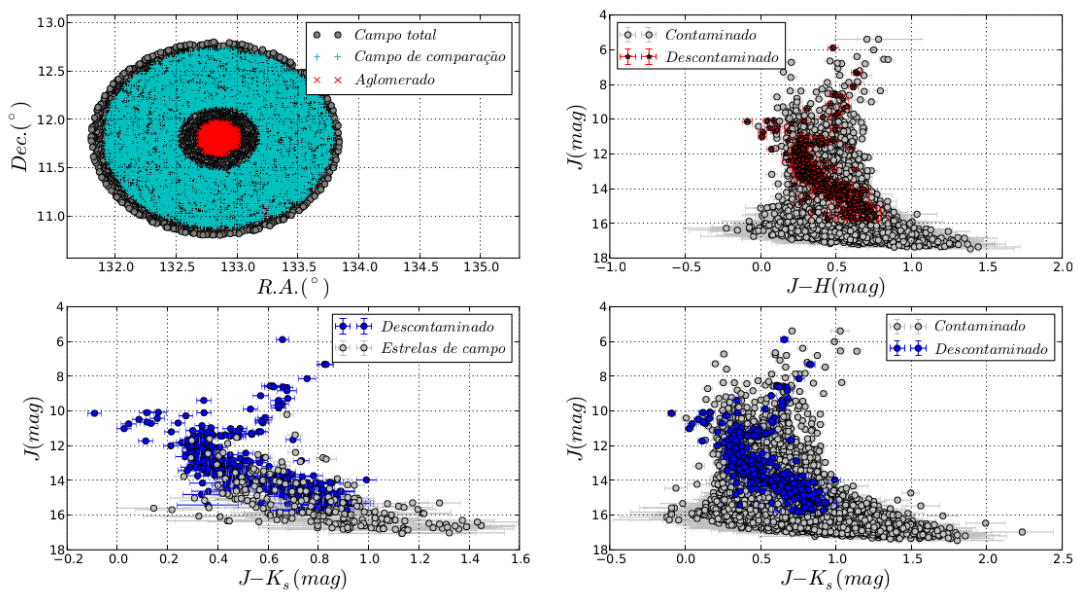 13.0
12.5
12.0
11.5
11.0
Dec.(°)
132.0 132.5 133.0 133.5 134.0 134.5 135.0
R.A.(°)
Campo total
Campo de comparação
Aglomerado
4
6
8
10
12
14
16
18
J(mag)
−1.0 −0.5 0.0 0.5 1.0 1.5 2.0
J−H(mag)
Contaminado
Descontaminado
4
6
8
10
12
14
16
18
J(mag)
−0.2 0.0 0.2 0.4 0.6 0.8 1.0 1.2 1.4 1.6
J−Ks(mag)
Descontaminado
Estrelas de campo
4
6
8
10
12
14
16
18
J(mag)
−0.5 0.0 0.5 1.0 1.5 2.0 2.5
J−Ks(mag)
Contaminado
Descontaminado